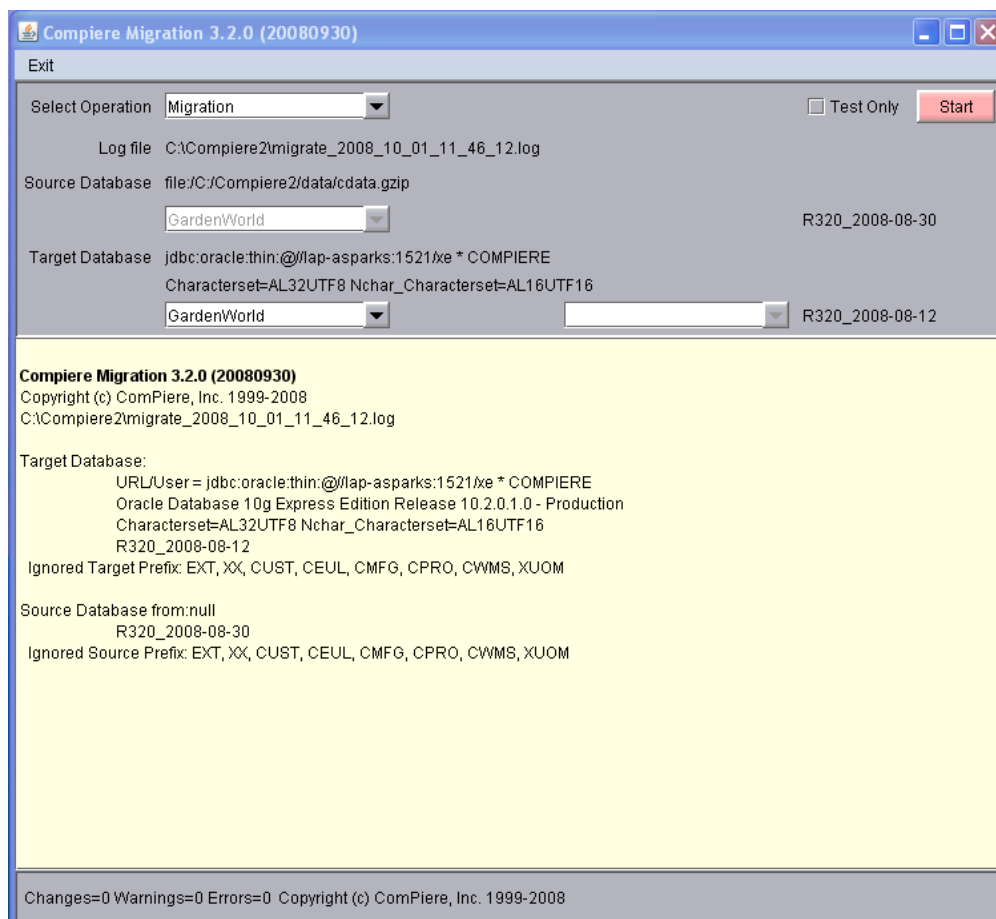 Compiere Migration 3.2.0 (20080930)
Exit
Select Operation Migration Test Only Start
Log file C:\Compiere2\migrate_2008_10_01_11_46_12.log
Source Database file:/C:/Compiere2/data/cdata.gzip
GardenWorld R320_2008-08-30
Target Database jdbc:oracle:thin:@//lap-asparks:1521/xe * COMPIERE
Characterset=AL32UTF8 Nchar_Characterset=AL16UTF16
GardenWorld R320_2008-08-12
Compiere Migration 3.2.0 (20080930)
Copyright (c) ComPiere, Inc. 1999-2008
C:\Compiere2\migrate_2008_10_01_11_46_12.log
Target Database:
URL/User = jdbc:oracle:thin:@//lap-asparks:1521/xe * COMPIERE
Oracle Database 10g Express Edition Release 10.2.0.1.0 - Production
Characterset=AL32UTF8 Nchar_Characterset=AL16UTF16
R320_2008-08-12
Ignored Target Prefix: EXT, XX, CUST, CEUL, CMFG, CPRO, CWMS, XUOM
Source Database from:null
R320_2008-08-30
Ignored Source Prefix: EXT, XX, CUST, CEUL, CMFG, CPRO, CWMS, XUOM
Changes=0 Warnings=0 Errors=0 Copyright (c) ComPiere, Inc. 1999-2008